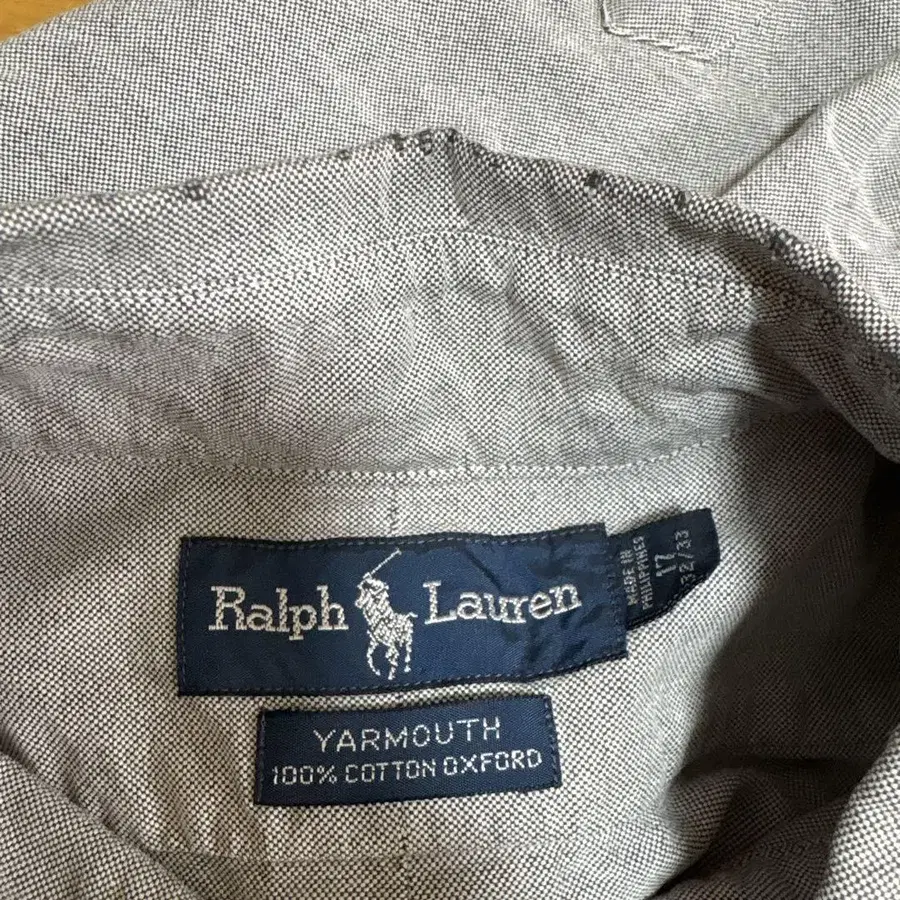 Ralph Lauren
MADE IN
PHILIPPINES
17
32/33
YARMOUTH
100% COTTON OXFORD